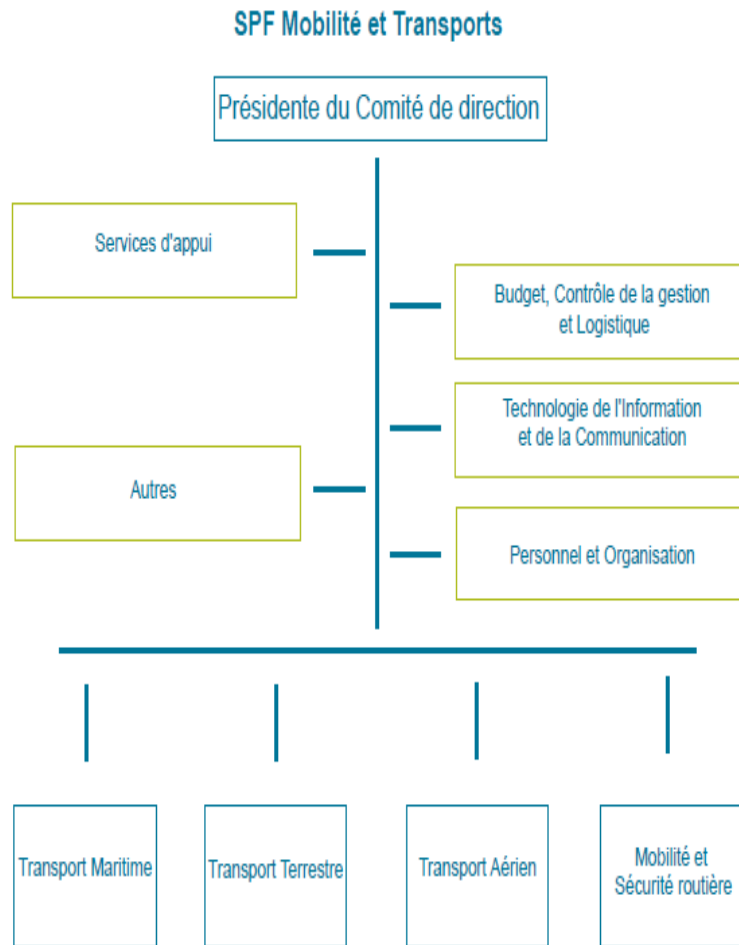 SPF Mobilité et Transports
Présidente du Comité de direction
Services d'appui
Budget, Contrôle de la gestion
et Logistique
Technologie de l'Information
et de la Communication
Autres
Personnel et Organisation
Transport Maritime
Transport Terrestre
Transport Aérien
Mobilité et
Sécurité routière